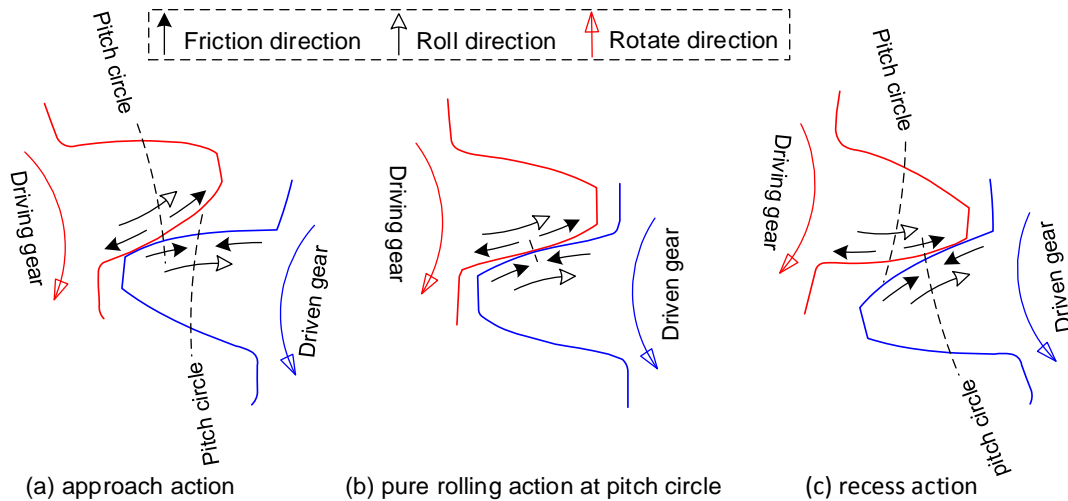 Friction direction
Roll direction
Rotate direction
Pitch circle
Driving gear
Driven gear
Pitch circle
(a) approach action
Driving gear
Driven gear
(b) pure rolling action at pitch circle
Pitch circle
Driving gear
Driven gear
pitch circle
(c) recess action